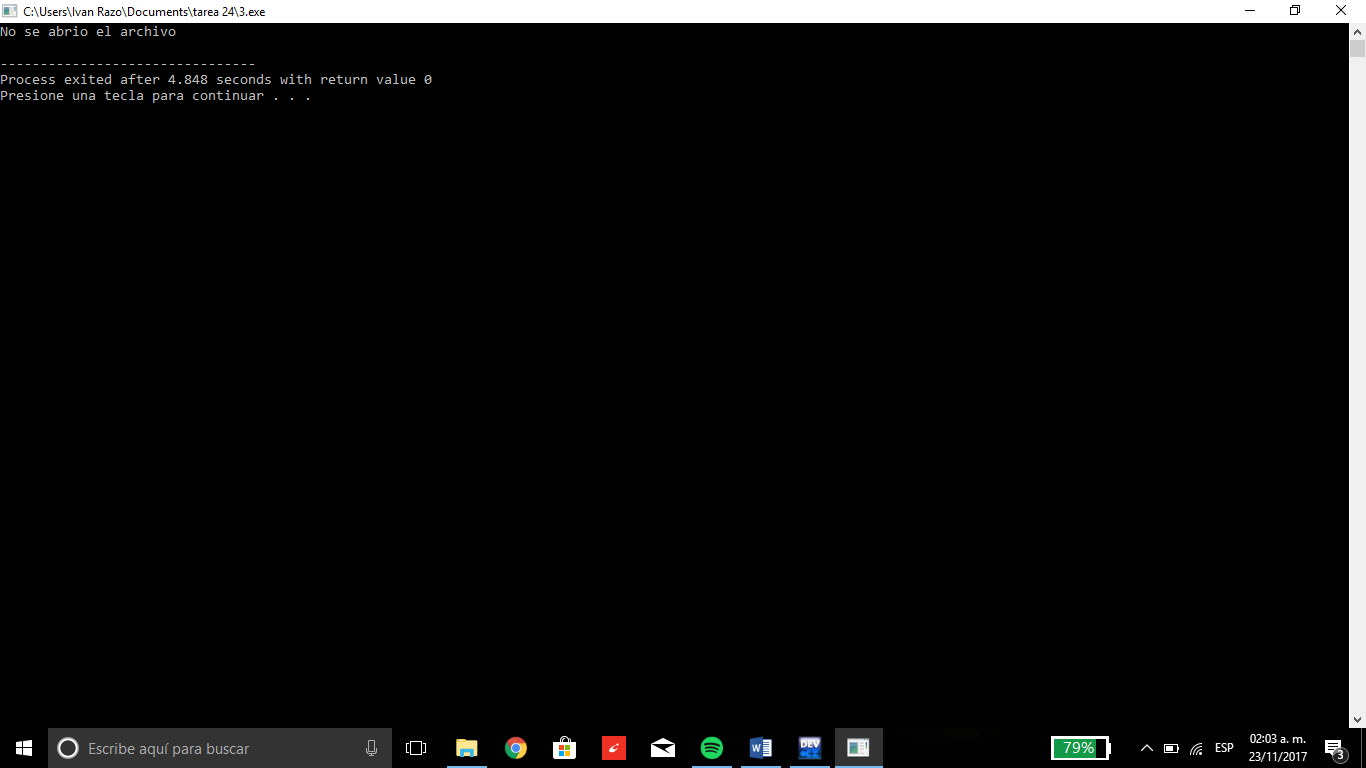 C:\Users\Ivan Razo\Documents\tarea 24\3.exe
No se abrio el archivo
--------------------------------
Process exited after 4.848 seconds with return value 0
Presione una tecla para continuar . . .
Escribe aquí para buscar
79%
ESP
02:03 a. m.
23/11/2017
3
W
DEV